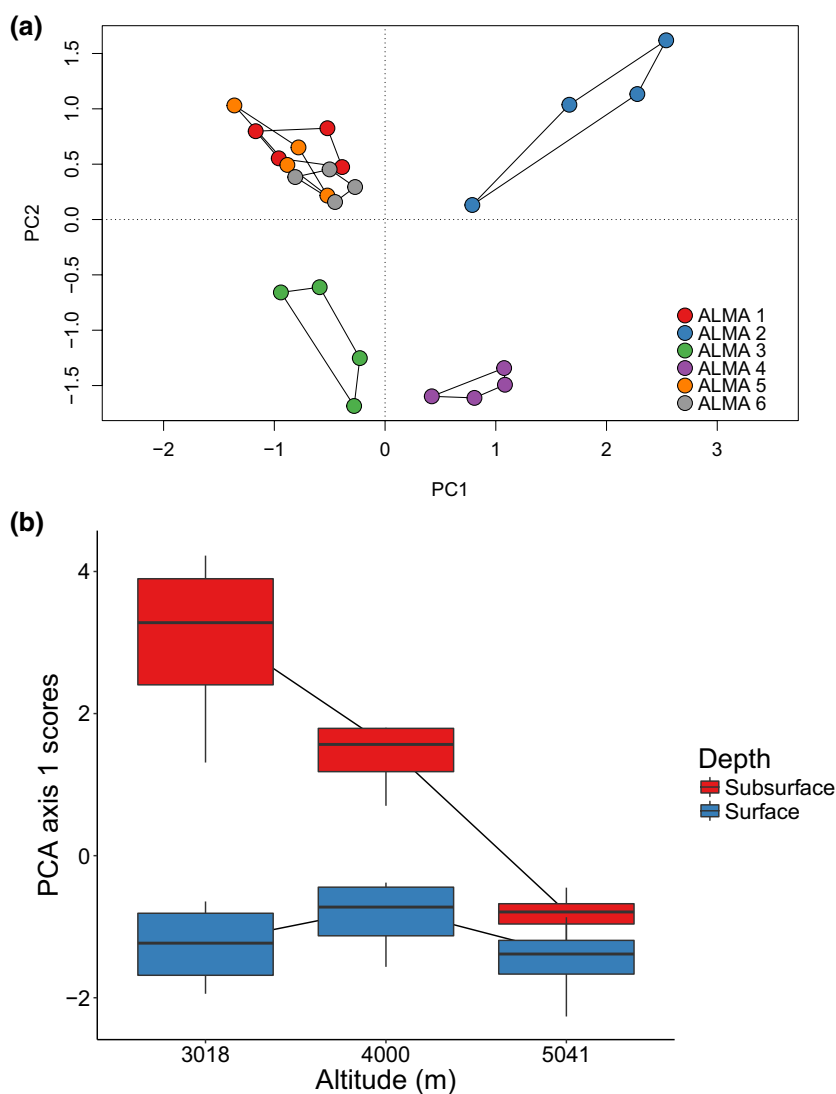 (a)
1.5
1.0
0.5
0.0
−0.5
−1.0
−1.5
PC2
ALMA 1
ALMA 2
ALMA 3
ALMA 4
ALMA 5
ALMA 6
−2
−1
0
1
2
3
PC1
(b)
4
2
0
−2
PCA axis 1 scores
Depth
Subsurface
Surface
3018
4000
5041
Altitude (m)